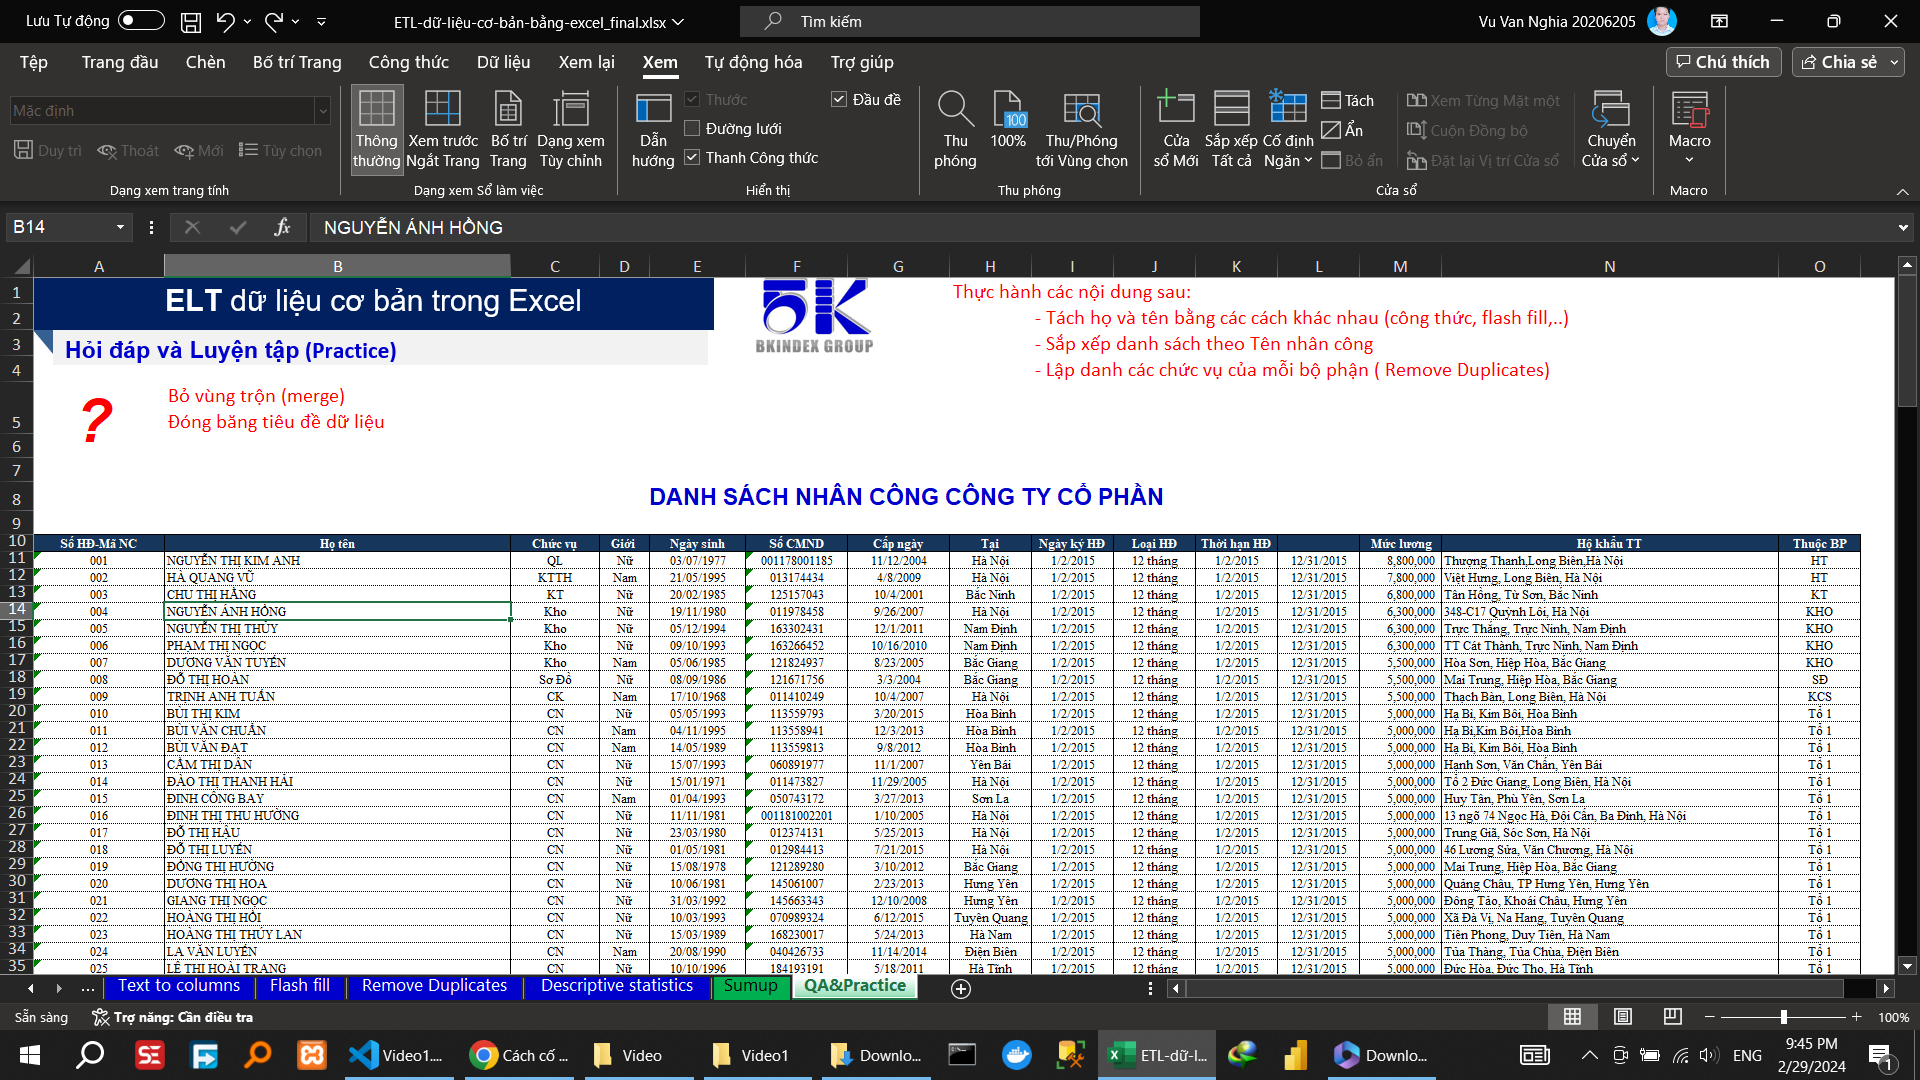 Lưu Tự động
ETL-dữ-liệu-cơ-bản-bằng-excel_final.xlsx
Tìm kiếm
Vu Van Nghia 20206205
Tệp Trang đầu Chèn Bố trí Trang Công thức Dữ liệu Xem lại Xem Tự động hóa Trợ giúp
Chú thích
Chia sẻ
Mặc định
Duy trì Thoát Mới Tùy chọn
Dạng xem trang tính
Thông thường
Xem trước Ngắt Trang
Bố trí Trang
Dạng xem Tùy chỉnh
Dạng xem Sổ làm việc
Dẫn hướng
Thước
Đường lưới
Thanh Công thức
Đầu đề
Hiển thị
Thu phóng
100
100%
Thu/Phóng tới Vùng chọn
Thu phóng
Cửa sổ Mới
Sắp xếp Tất cả
Cố định Ngăn
Tách
Ẩn
Bỏ ẩn
Xem Từng Mặt một
Cuộn Đồng bộ
Đặt lại Vị trí Cửa sổ
Chuyển Cửa sổ
Cửa sổ
Macro
Macro
B14
fx
NGUYỄN ÁNH HỒNG
A B C D E F G H I J K L M N O
1
2
3
4
5
6
7
8
9
ELT dữ liệu cơ bản trong Excel
Hỏi đáp và Luyện tập (Practice)
5K
BKINDEX GROUP
Thực hành các nội dung sau:
- Tách họ và tên bằng các cách khác nhau (công thức, flash fill,..)
- Sắp xếp danh sách theo Tên nhân công
- Lập danh các chức vụ của mỗi bộ phận ( Remove Duplicates)
?
Bỏ vùng trộn (merge)
Đóng băng tiêu đề dữ liệu
DANH SÁCH NHÂN CÔNG CÔNG TY CỔ PHẦN
10 Số HĐ-Mã NC Họ tên Chức vụ Giới Ngày sinh Số CMND Cấp ngày Tại Ngày ký HĐ Loại HĐ Thời hạn HĐ Mức lương Hộ khẩu TT Thuộc BP
11 001 NGUYỄN THỊ KIM ANH QL Nữ 03/07/1977 001178001185 11/12/2004 Hà Nội 1/2/2015 12 tháng 1/2/2015 12/31/2015 8,800,000 Thượng Thanh,Long Biên,Hà Nội HT
12 002 HÀ QUANG VŨ KTTH Nam 21/05/1995 013174434 4/8/2009 Hà Nội 1/2/2015 12 tháng 1/2/2015 12/31/2015 7,800,000 Việt Hưng, Long Biên, Hà Nội HT
13 003 CHU THỊ HẰNG KT Nữ 20/02/1985 125157043 10/4/2001 Bắc Ninh 1/2/2015 12 tháng 1/2/2015 12/31/2015 6,800,000 Tân Hồng, Từ Sơn, Bắc Ninh KT
14 004 NGUYỄN ÁNH HỒNG Kho Nữ 19/11/1980 011978458 9/26/2007 Hà Nội 1/2/2015 12 tháng 1/2/2015 12/31/2015 6,300,000 348-C17 Quỳnh Lôi, Hà Nội KHO
15 005 NGUYỄN THỊ THÚY Kho Nữ 05/12/1994 163302431 12/1/2011 Nam Định 1/2/2015 12 tháng 1/2/2015 12/31/2015 6,300,000 Trực Thắng, Trực Ninh, Nam Định KHO
16 006 PHẠM THỊ NGỌC Kho Nữ 09/10/1993 163266452 10/16/2010 Nam Định 1/2/2015 12 tháng 1/2/2015 12/31/2015 6,300,000 TT Cát Thành, Trực Ninh, Nam Định KHO
17 007 DƯƠNG VĂN TUYẾN Kho Nam 05/06/1985 121824937 8/23/2005 Bắc Giang 1/2/2015 12 tháng 1/2/2015 12/31/2015 5,500,000 Hòa Sơn, Hiệp Hòa, Bắc Giang KHO
18 008 ĐỖ THỊ HOÀN Sơ Đồ Nữ 08/09/1986 121671756 3/3/2004 Bắc Giang 1/2/2015 12 tháng 1/2/2015 12/31/2015 5,500,000 Mai Trung, Hiệp Hòa, Bắc Giang SĐ
19 009 TRỊNH ANH TUẤN CK Nam 17/10/1968 011410249 10/4/2007 Hà Nội 1/2/2015 12 tháng 1/2/2015 12/31/2015 5,500,000 Thạch Bàn, Long Biên, Hà Nội KCS
20 010 BÙI THỊ KIM CN Nữ 05/05/1993 113559793 3/20/2015 Hòa Bình 1/2/2015 12 tháng 1/2/2015 12/31/2015 5,000,000 Hạ Bì, Kim Bôi, Hòa Bình Tổ 1
21 011 BÙI VĂN CHUẨN CN Nam 04/11/1995 113558941 12/3/2013 Hòa Bình 1/2/2015 12 tháng 1/2/2015 12/31/2015 5,000,000 Hạ Bì,Kim Bôi,Hòa Bình Tổ 1
22 012 BÙI VĂN ĐẠT CN Nam 14/05/1989 113559813 9/8/2012 Hòa Bình 1/2/2015 12 tháng 1/2/2015 12/31/2015 5,000,000 Hạ Bì, Kim Bôi, Hòa Bình Tổ 1
23 013 CẦM THỊ DÂN CN Nữ 15/07/1993 060891977 11/1/2007 Yên Bái 1/2/2015 12 tháng 1/2/2015 12/31/2015 5,000,000 Hạnh Sơn, Văn Chấn, Yên Bái Tổ 1
24 014 ĐÀO THỊ THANH HẢI CN Nữ 15/01/1971 011473827 11/29/2005 Hà Nội 1/2/2015 12 tháng 1/2/2015 12/31/2015 5,000,000 Tổ 2 Đức Giang, Long Biên, Hà Nội Tổ 1
25 015 ĐINH CÔNG BAY CN Nam 01/04/1993 050743172 3/27/2013 Sơn La 1/2/2015 12 tháng 1/2/2015 12/31/2015 5,000,000 Huy Tân, Phù Yên, Sơn La Tổ 1
26 016 ĐINH THỊ THU HƯỜNG CN Nữ 11/11/1981 001181002201 1/10/2005 Hà Nội 1/2/2015 12 tháng 1/2/2015 12/31/2015 5,000,000 13 ngõ 74 Ngọc Hà, Đội Cấn, Ba Đình, Hà Nội Tổ 1
27 017 ĐỖ THỊ HẬU CN Nữ 23/03/1980 012374131 5/25/2013 Hà Nội 1/2/2015 12 tháng 1/2/2015 12/31/2015 5,000,000 Trung Giã, Sóc Sơn, Hà Nội Tổ 1
28 018 ĐỖ THỊ LUYẾN CN Nữ 01/05/1981 012984413 7/21/2015 Hà Nội 1/2/2015 12 tháng 1/2/2015 12/31/2015 5,000,000 46 Lương Sửa, Văn Chương, Hà Nội Tổ 1
29 019 ĐỒNG THỊ HƯỜNG CN Nữ 15/08/1978 121289280 3/10/2012 Bắc Giang 1/2/2015 12 tháng 1/2/2015 12/31/2015 5,000,000 Mai Trung, Hiệp Hòa, Bắc Giang Tổ 1
30 020 DƯƠNG THỊ HOA CN Nữ 10/06/1981 145061007 2/23/2013 Hưng Yên 1/2/2015 12 tháng 1/2/2015 12/31/2015 5,000,000 Quảng Châu, TP Hưng Yên, Hưng Yên Tổ 1
31 021 GIANG THỊ NGỌC CN Nữ 31/03/1992 145663343 12/10/2008 Hưng Yên 1/2/2015 12 tháng 1/2/2015 12/31/2015 5,000,000 Đông Tảo, Khoái Châu, Hưng Yên Tổ 1
32 022 HOÀNG THỊ HỒI CN Nữ 10/03/1993 070989324 6/12/2015 Tuyên Quang 1/2/2015 12 tháng 1/2/2015 12/31/2015 5,000,000 Xã Đà Vị, Na Hang, Tuyên Quang Tổ 1
33 023 HOÀNG THỊ THÚY LAN CN Nữ 15/03/1989 168230017 5/24/2013 Hà Nam 1/2/2015 12 tháng 1/2/2015 12/31/2015 5,000,000 Tiên Phong, Duy Tiên, Hà Nam Tổ 1
34 024 LA VĂN LUYẾN CN Nam 20/08/1990 040426733 11/14/2014 Điện Biên 1/2/2015 12 tháng 1/2/2015 12/31/2015 5,000,000 Tủa Thàng, Tủa Chùa, Điện Biên Tổ 1
35 025 LÊ THỊ HOÀI TRANG CN Nữ 10/10/1996 184193191 5/18/2011 Hà Tĩnh 1/2/2015 12 tháng 1/2/2015 12/31/2015 5,000,000 Đức Hòa, Đức Thọ, Hà Tĩnh Tổ 1
... Text to columns Flash fill Remove Duplicates Descriptive statistics Sumup QA&Practice
Sẵn sàng Trợ năng: Cần điều tra 100%
Video1.... Cách cố ... Video Video1 Downlo... ETL-dữ-l... Downlo...
ENG
9:45 PM
2/29/2024
1